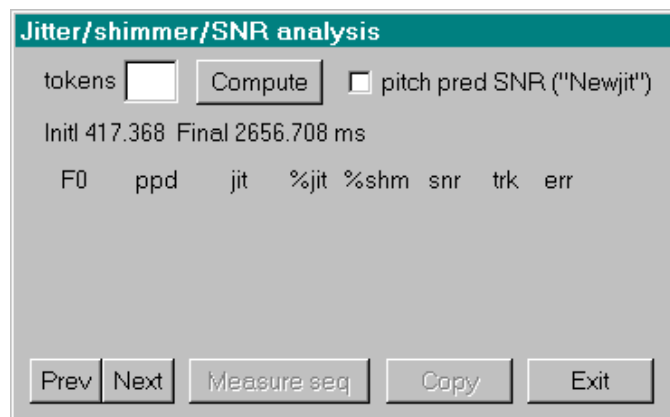 Jitter/shimmer/SNR analysis
tokens Compute pitch pred SNR ("Newjit")
Initl 417.368 Final 2656.708 ms
F0 ppd jit %jit %shm snr trk err
Prev Next Measure seq Copy Exit